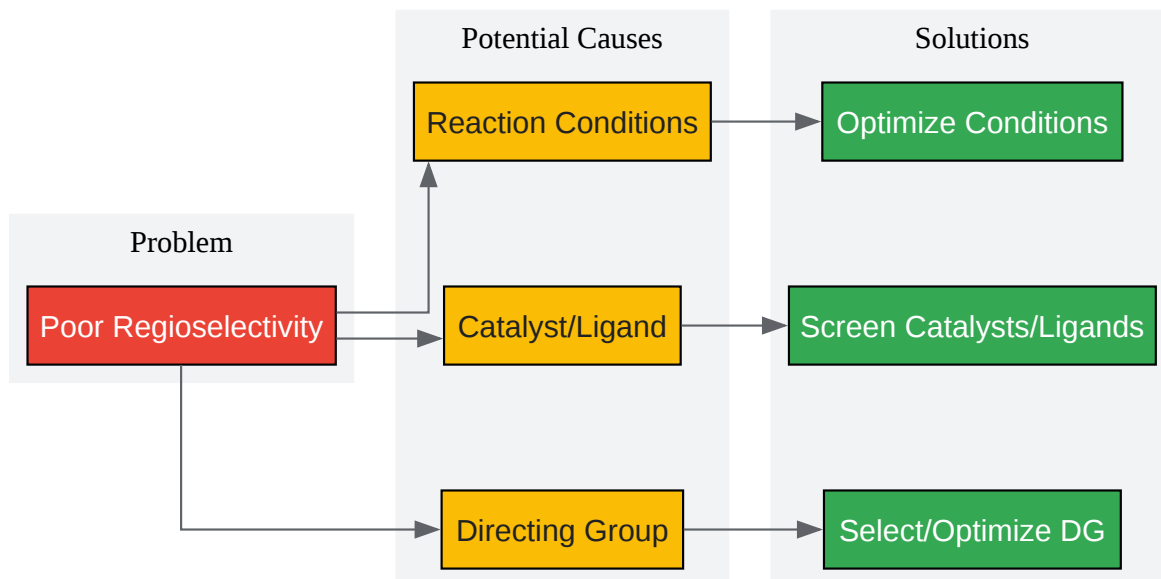 Problem
Poor Regioselectivity
Potential Causes
Reaction Conditions
Catalyst/Ligand
Directing Group
Solutions
Optimize Conditions
Screen Catalysts/Ligands
Select/Optimize DG